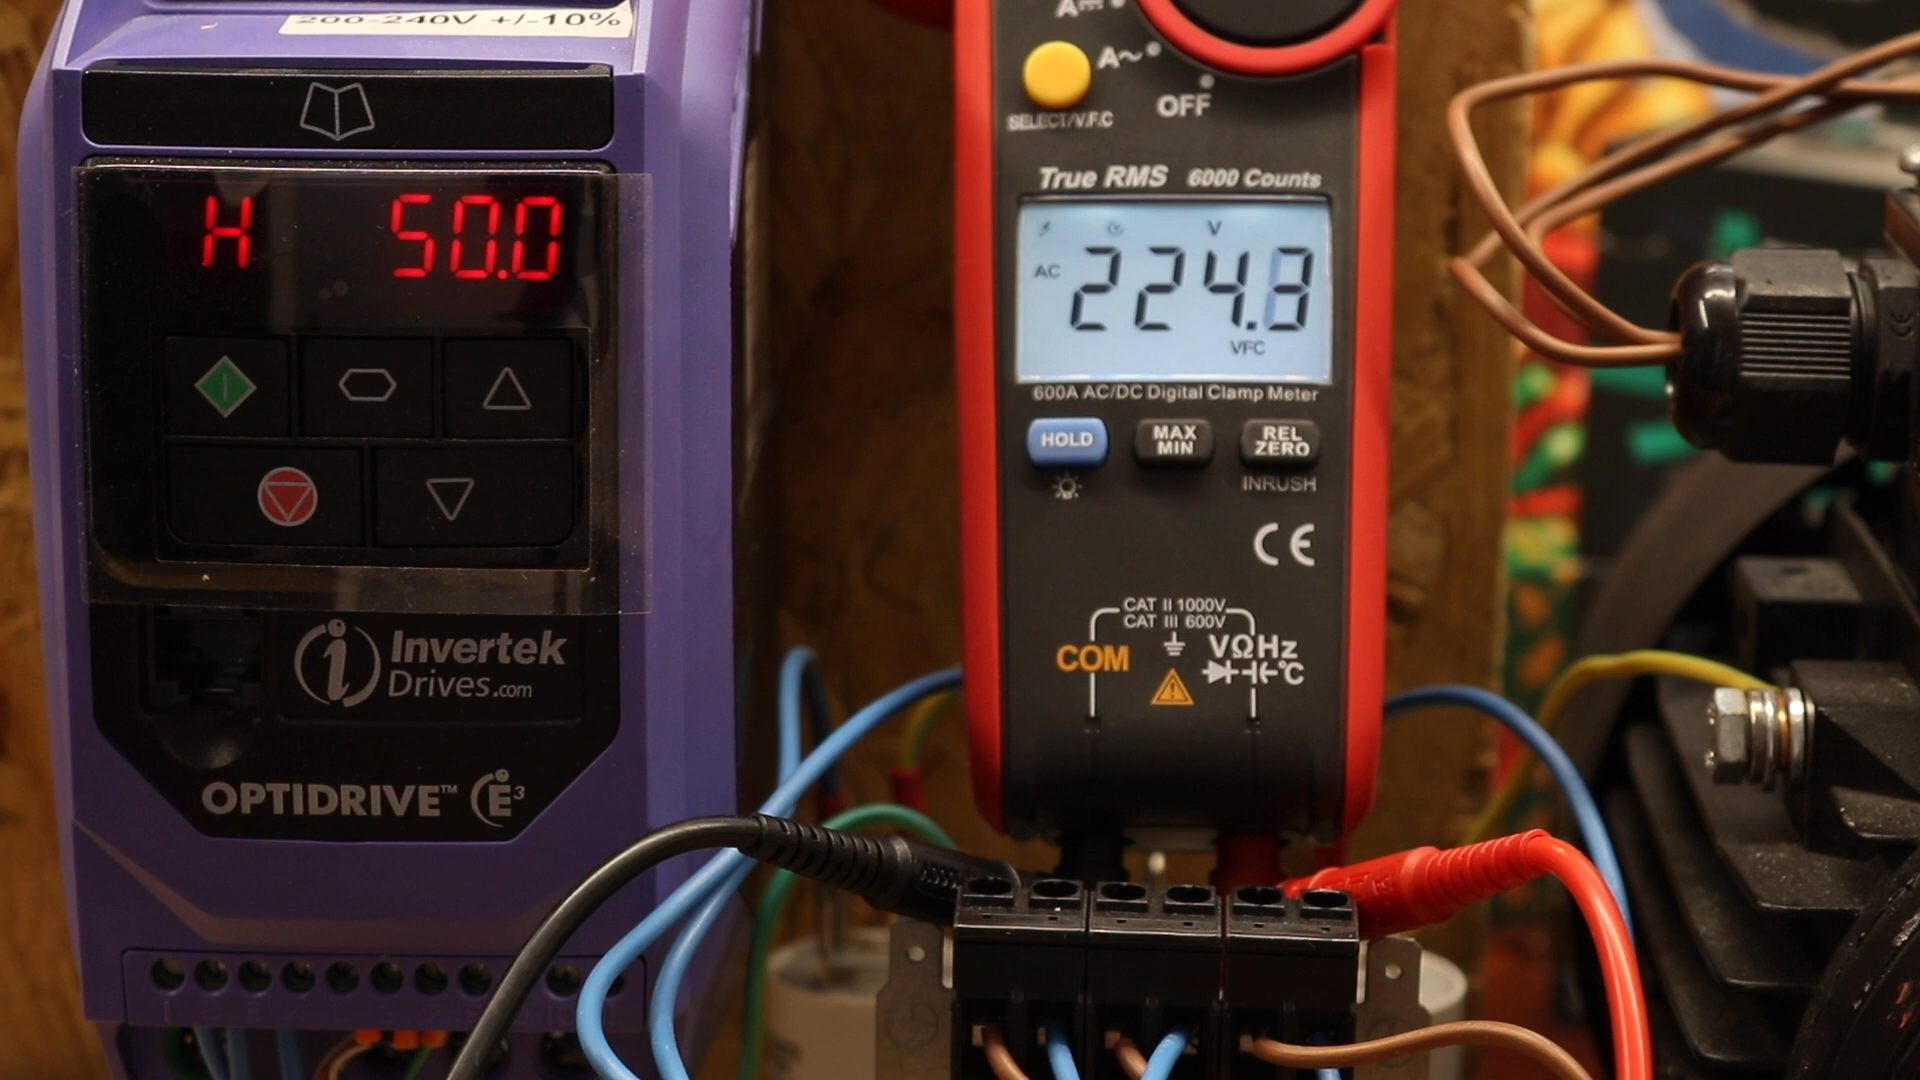 200-240V +/-10%
H 50.0
Invertek
Drives.com
OPTIDRIVE™ E³
A
A~
OFF
SELECT/V.F.C
True RMS 6000 Counts
V
AC
224.8
VFC
600A AC/DC Digital Clamp Meter
HOLD
MAX
MIN
REL
ZERO
INRUSH
CE
CAT II 1000V
CAT III 600V
COM
VΩHz
℃